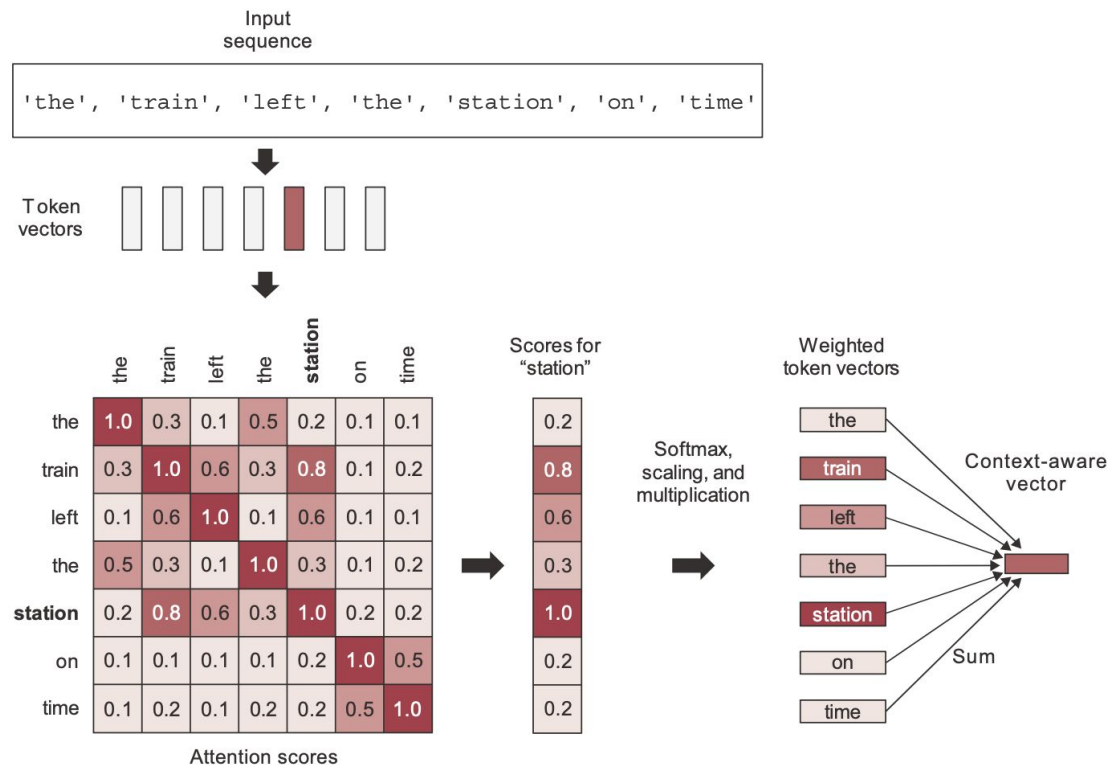 Input
sequence
'the', 'train', 'left', 'the', 'station', 'on', 'time'
Token
vectors
the train left the station on time
the 1.0 0.3 0.1 0.5 0.2 0.1 0.1
train 0.3 1.0 0.6 0.3 0.8 0.1 0.2
left 0.1 0.6 1.0 0.1 0.6 0.1 0.1
the 0.5 0.3 0.1 1.0 0.3 0.1 0.2
station 0.2 0.8 0.6 0.3 1.0 0.2 0.2
on 0.1 0.1 0.1 0.1 0.2 1.0 0.5
time 0.1 0.2 0.1 0.2 0.2 0.5 1.0
Attention scores
Scores for
“station”
0.2
0.8
0.6
0.3
1.0
0.2
0.2
Softmax,
scaling, and
multiplication
Weighted
token vectors
the
train
left
the
station
on
time
Context-aware
vector
Sum